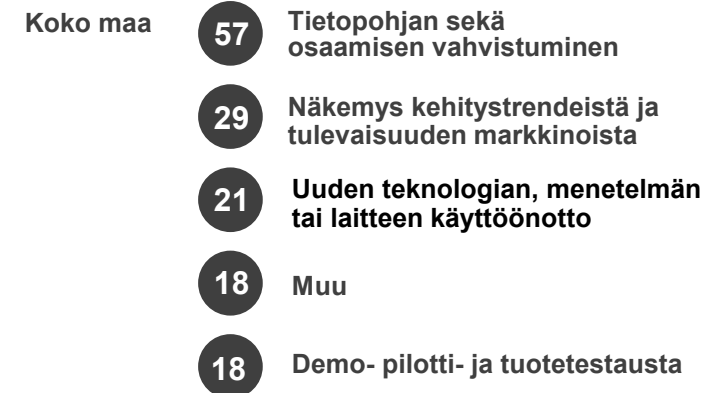 Koko maa
57
Tietopohjan sekä
osaamisen vahvistuminen
29
Näkemys kehitystrendeistä ja
tulevaisuuden markkinoista
21
Uuden teknologian, menetelmän
tai laitteen käyttöönotto
18
Muu
18
Demo- pilotti- ja tuotetestausta